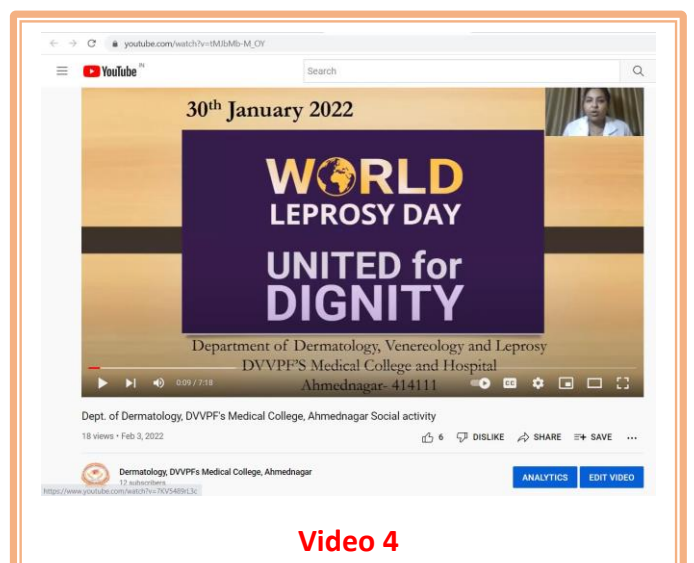 youtube.com/watch?v=tMJbMb-M_OY
YouTube IN
Search
30th January 2022
WORLD
LEPROSY DAY
UNITED for
DIGNITY
Department of Dermatology, Venereology and Leprosy
DVVPF'S Medical College and Hospital
0:09 / 7:18
Ahmednagar- 414111
CC
Dept. of Dermatology, DVVPF's Medical College, Ahmednagar Social activity
18 views • Feb 3, 2022
6 DISLIKE SHARE SAVE
Dermatology, DVVPFs Medical College, Ahmednagar
12 subscribers
ANALYTICS EDIT VIDEO
https://www.youtube.com/watch?v=7XV5489rL3c
Video 4